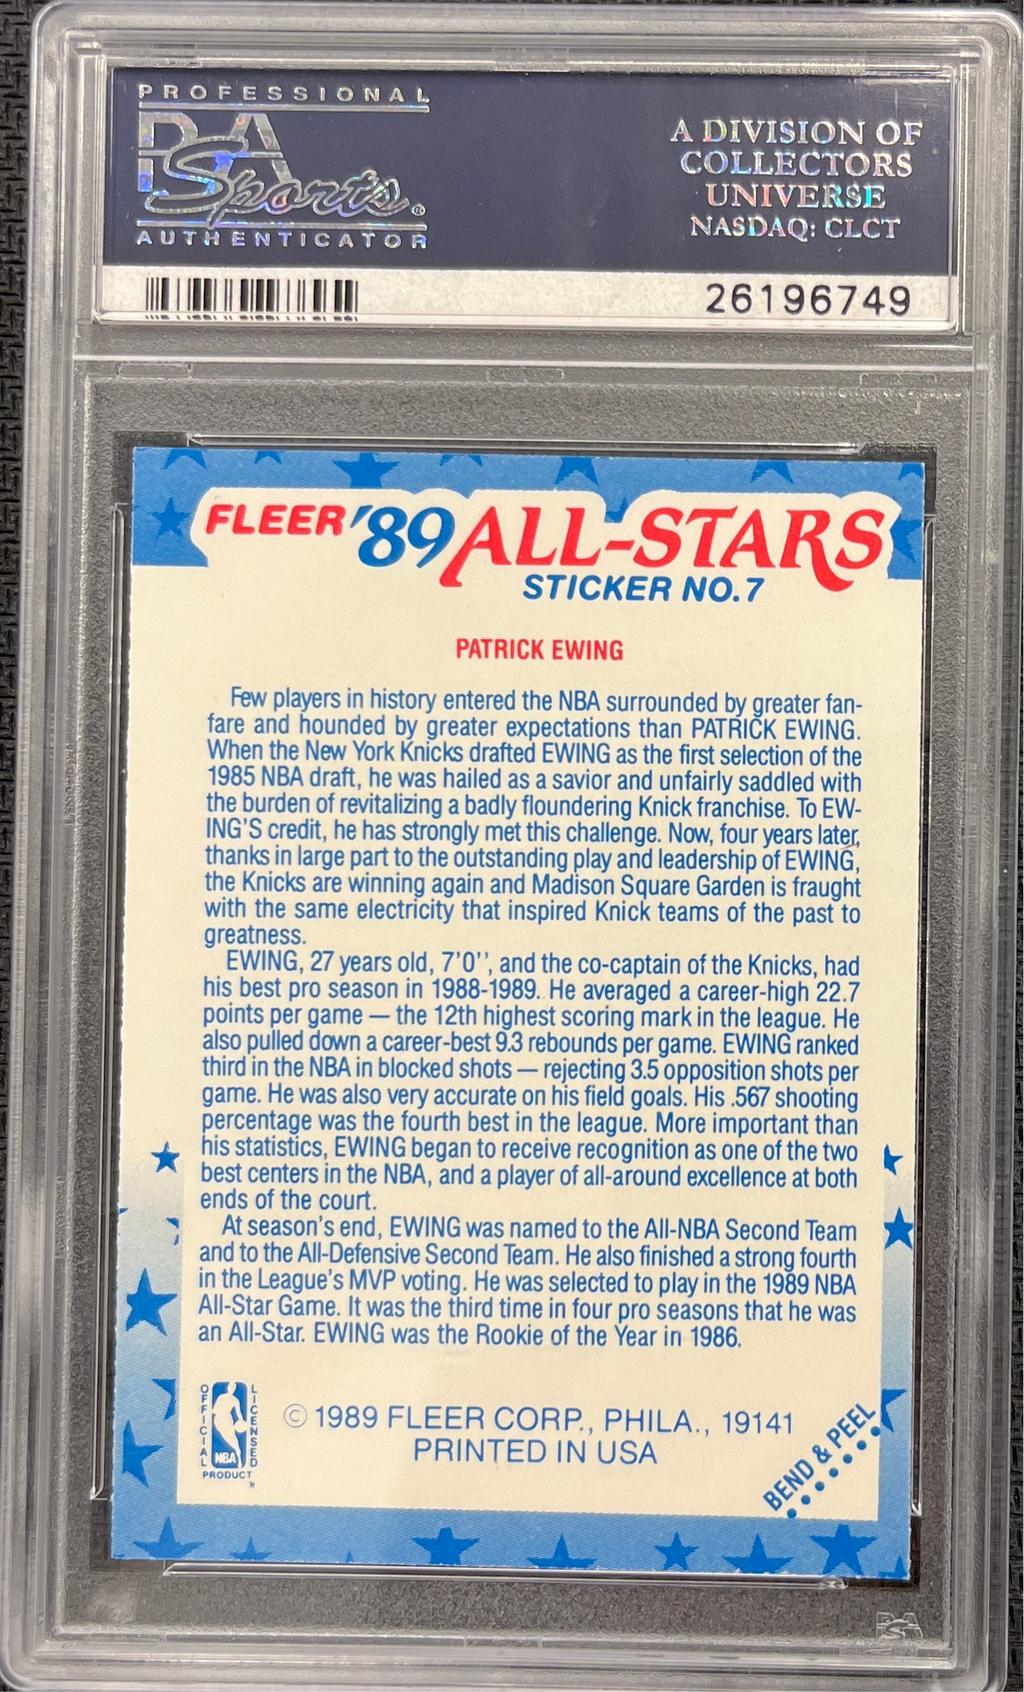 PROFESSIONAL
PSA
Sports®
AUTHENTICATOR
A DIVISION OF
COLLECTORS
UNIVERSE
NASDAQ: CLCT
26196749
FLEER '89 ALL-STARS
STICKER NO. 7
PATRICK EWING
Few players in history entered the NBA surrounded by greater fan-
fare and hounded by greater expectations than PATRICK EWING.
When the New York Knicks drafted EWING as the first selection of the
1985 NBA draft, he was hailed as a savior and unfairly saddled with
the burden of revitalizing a badly floundering Knick franchise. To EW-
ING'S credit, he has strongly met this challenge. Now, four years later,
thanks in large part to the outstanding play and leadership of EWING,
the Knicks are winning again and Madison Square Garden is fraught
with the same electricity that inspired Knick teams of the past to
greatness.
EWING, 27 years old, 7'0'', and the co-captain of the Knicks, had
his best pro season in 1988-1989. He averaged a career-high 22.7
points per game — the 12th highest scoring mark in the league. He
also pulled down a career-best 9.3 rebounds per game. EWING ranked
third in the NBA in blocked shots — rejecting 3.5 opposition shots per
game. He was also very accurate on his field goals. His .567 shooting
percentage was the fourth best in the league. More important than
his statistics, EWING began to receive recognition as one of the two
best centers in the NBA, and a player of all-around excellence at both
ends of the court.
At season's end, EWING was named to the All-NBA Second Team
and to the All-Defensive Second Team. He also finished a strong fourth
in the League's MVP voting. He was selected to play in the 1989 NBA
All-Star Game. It was the third time in four pro seasons that he was
an All-Star. EWING was the Rookie of the Year in 1986.
OFFICIAL
NBA
LICENSED
PRODUCT
© 1989 FLEER CORP., PHILA., 19141
PRINTED IN USA
BEND & PEEL
PSA